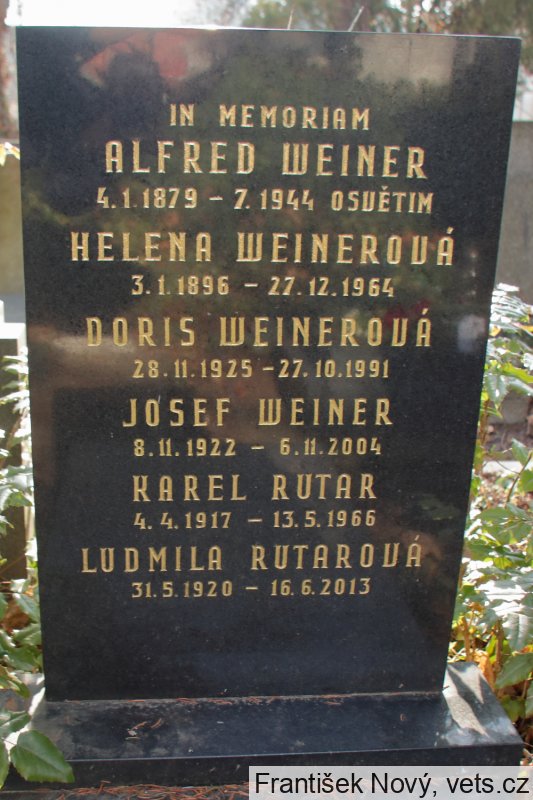 IN MEMORIAM
ALFRED WEINER
4.1.1879 – 7.1944 OSVĚTIM
HELENA WEINEROVÁ
3.1.1896 – 27.12.1964
DORIS WEINEROVÁ
28.11.1925 – 27.10.1991
JOSEF WEINER
8.11.1922 – 6.11.2004
KAREL RUTAR
4.4.1917 – 13.5.1966
LUDMILA RUTAROVÁ
31.5.1920 – 16.6.2013
František Nový, vets.cz